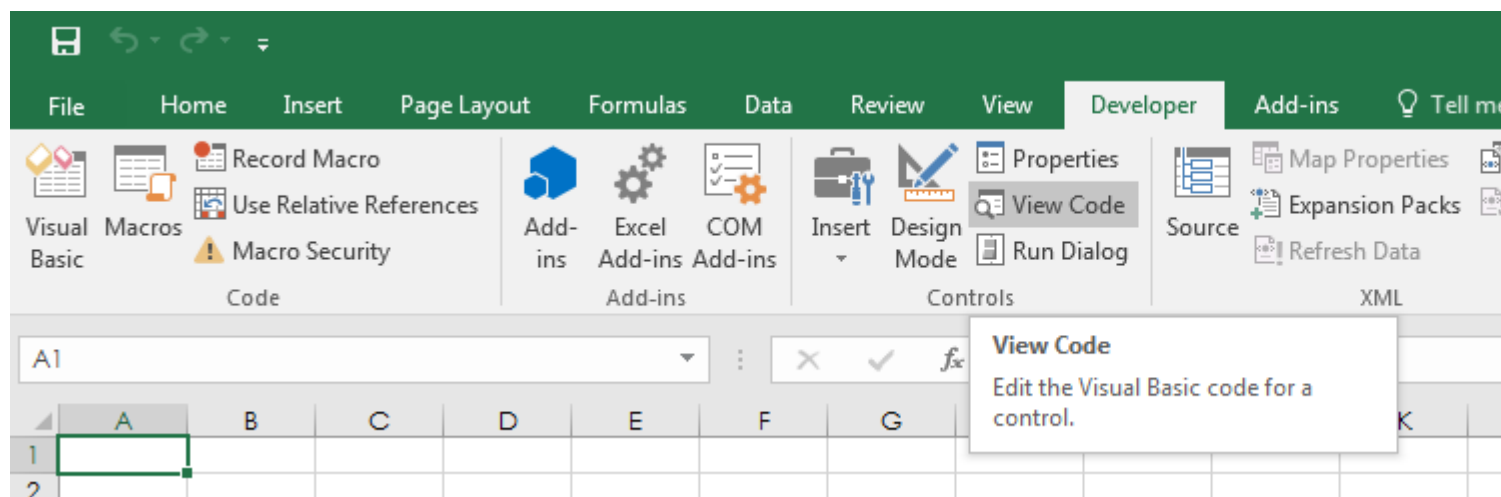 File Home Insert Page Layout Formulas Data Review View Developer Add-ins Tell me
Visual Basic
Macros
Record Macro
Use Relative References
Macro Security
Code
Add-ins
Excel Add-ins
COM Add-ins
Add-ins
Insert
Design Mode
Properties
View Code
Run Dialog
Controls
Source
Map Properties
Expansion Packs
Refresh Data
XML
A1
fx
View Code
Edit the Visual Basic code for a
control.
A B C D E F G K
1
2